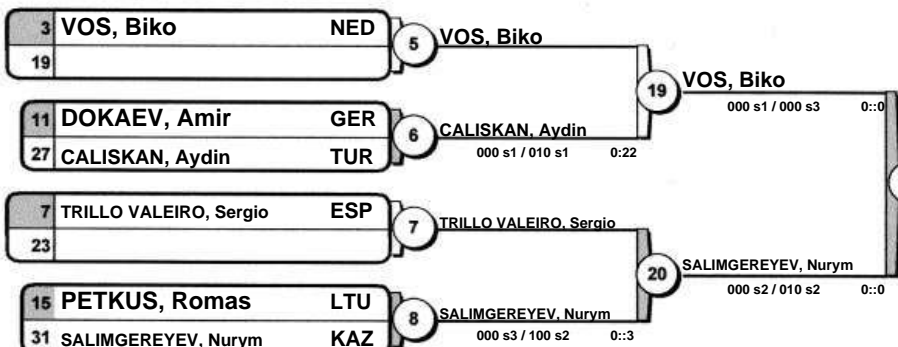 3 VOS, Biko NED
19
5 VOS, Biko
11 DOKAEV, Amir GER
27 CALISKAN, Aydin TUR
6 CALISKAN, Aydin
000 s1 / 010 s1 0:22
19 VOS, Biko
000 s1 / 000 s3 0::0
7 TRILLO VALEIRO, Sergio ESP
23
7 TRILLO VALEIRO, Sergio
15 PETKUS, Romas LTU
31 SALIMGEREYEV, Nurym KAZ
8 SALIMGEREYEV, Nurym
000 s3 / 100 s2 0::3
20 SALIMGEREYEV, Nurym
000 s2 / 010 s2 0::0